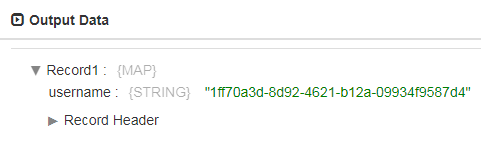 Output Data
Record1 : {MAP}
username : {STRING} "1ff70a3d-8d92-4621-b12a-09934f9587d4"
Record Header